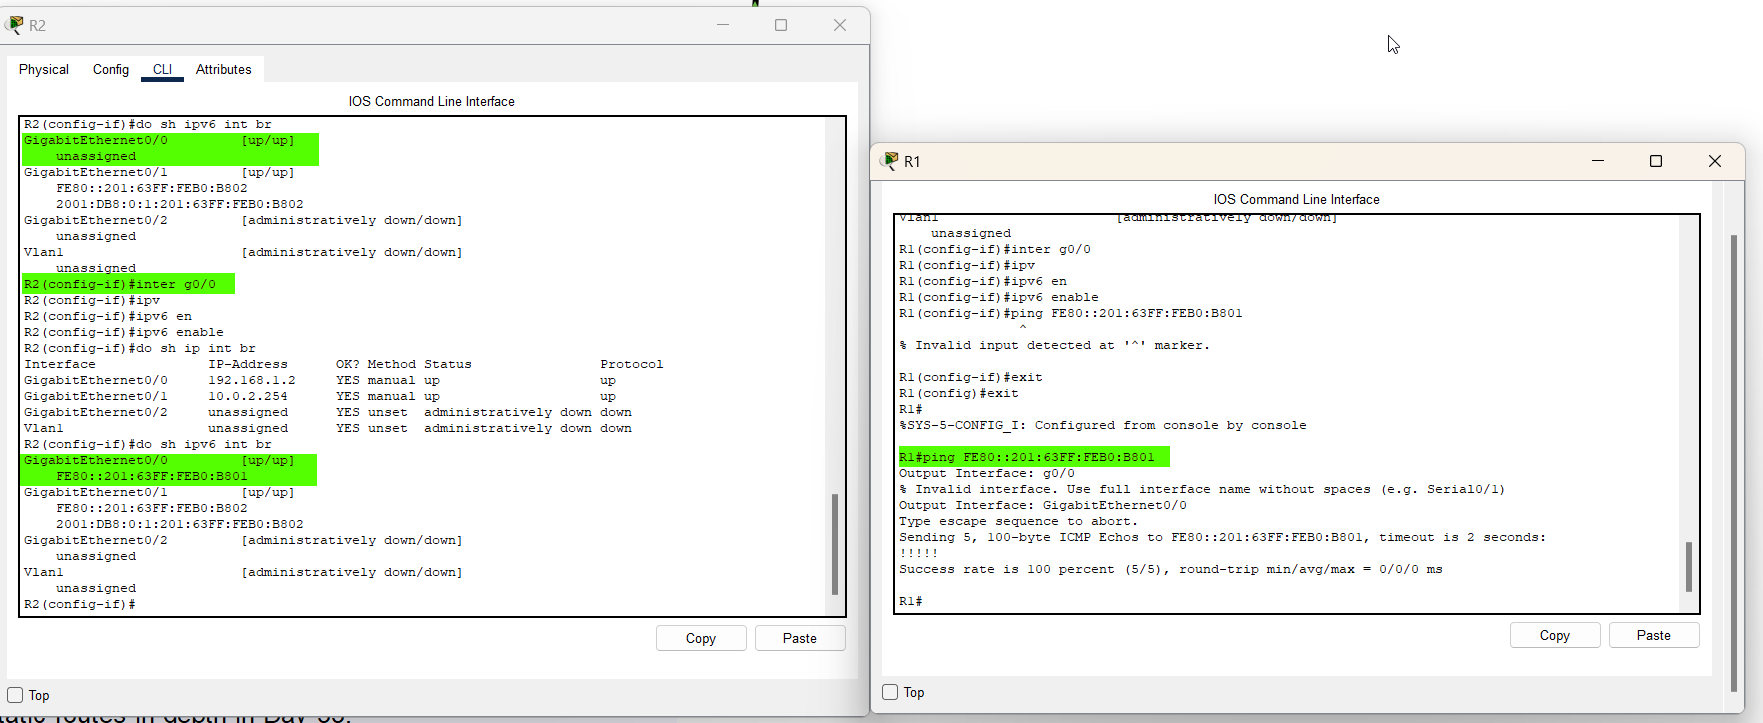 R2
Physical Config CLI Attributes
IOS Command Line Interface
R2(config-if)#do sh ipv6 int br
GigabitEthernet0/0 [up/up]
unassigned
GigabitEthernet0/1 [up/up]
FE80::201:63FF:FEB0:B802
2001:DB8:0:1:201:63FF:FEB0:B802
GigabitEthernet0/2 [administratively down/down]
unassigned
Vlan1 [administratively down/down]
unassigned
R2(config-if)#inter g0/0
R2(config-if)#ipv
R2(config-if)#ipv6 en
R2(config-if)#ipv6 enable
R2(config-if)#do sh ip int br
Interface IP-Address OK? Method Status Protocol
GigabitEthernet0/0 192.168.1.2 YES manual up up
GigabitEthernet0/1 10.0.2.254 YES manual up up
GigabitEthernet0/2 unassigned YES unset administratively down down
Vlan1 unassigned YES unset administratively down down
R2(config-if)#do sh ipv6 int br
GigabitEthernet0/0 [up/up]
FE80::201:63FF:FEB0:B801
GigabitEthernet0/1 [up/up]
FE80::201:63FF:FEB0:B802
2001:DB8:0:1:201:63FF:FEB0:B802
GigabitEthernet0/2 [administratively down/down]
unassigned
Vlan1 [administratively down/down]
unassigned
R2(config-if)#
Copy Paste
Top
R1
IOS Command Line Interface
Vlan1 [administratively down/down]
unassigned
R1(config-if)#inter g0/0
R1(config-if)#ipv
R1(config-if)#ipv6 en
R1(config-if)#ipv6 enable
R1(config-if)#ping FE80::201:63FF:FEB0:B801
^
% Invalid input detected at '^' marker.
R1(config-if)#exit
R1(config)#exit
R1#
%SYS-5-CONFIG_I: Configured from console by console
R1#ping FE80::201:63FF:FEB0:B801
Output Interface: g0/0
% Invalid interface. Use full interface name without spaces (e.g. Serial0/1)
Output Interface: GigabitEthernet0/0
Type escape sequence to abort.
Sending 5, 100-byte ICMP Echos to FE80::201:63FF:FEB0:B801, timeout is 2 seconds:
!!!!!
Success rate is 100 percent (5/5), round-trip min/avg/max = 0/0/0 ms
R1#
Copy Paste
Top
routes in depth in Day